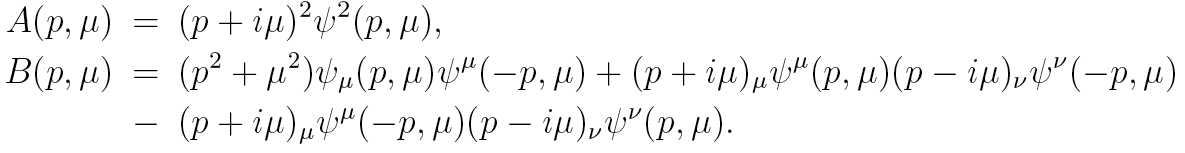 A(p, μ) = (p + iμ)²ψ²(p, μ),
B(p, μ) = (p² + μ²)ψ_μ(p, μ)ψ^μ(−p, μ) + (p + iμ)_μψ^μ(p, μ)(p − iμ)_νψ^ν(−p, μ)
− (p + iμ)_μψ^μ(−p, μ)(p − iμ)_νψ^ν(p, μ).